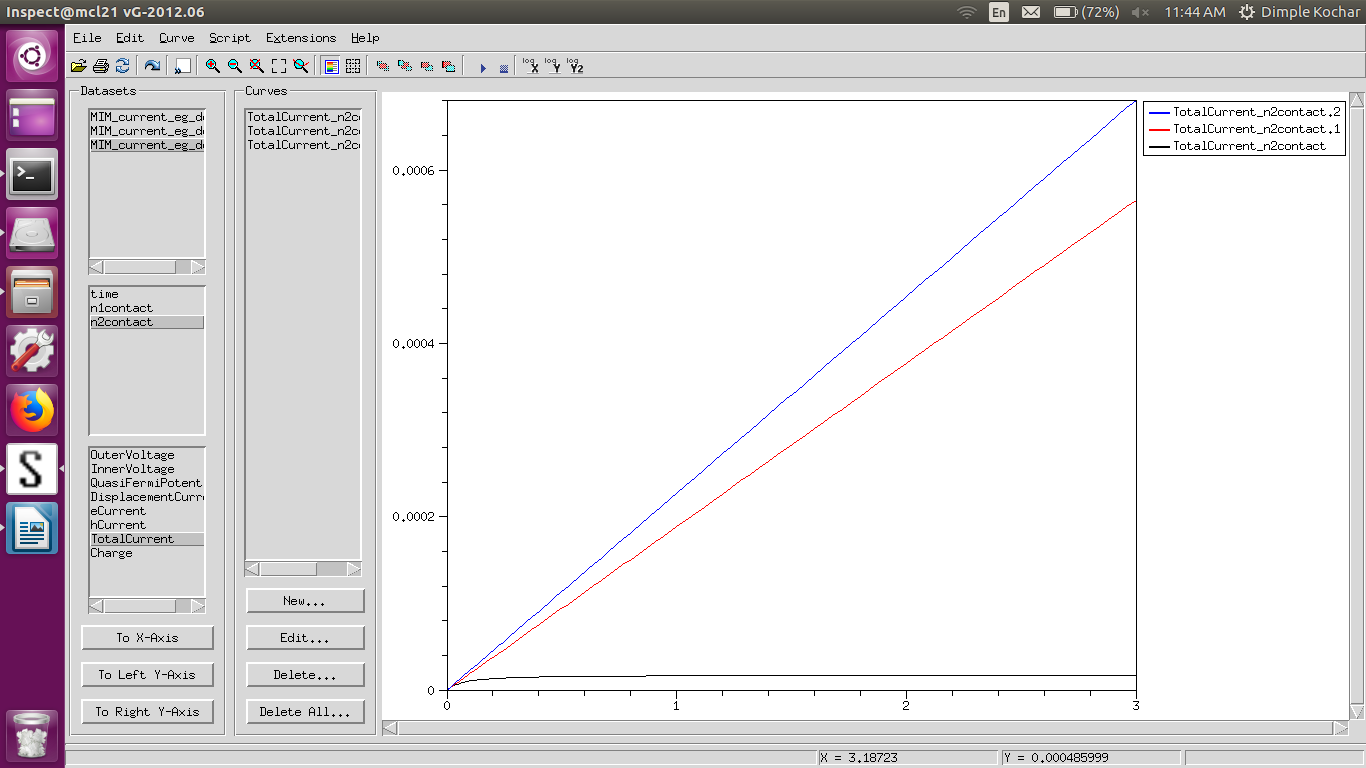 Inspect@mcl21 vG-2012.06
En
(72%)
11:44 AM
Dimple Kochar
File Edit Curve Script Extensions Help
log X log Y log Y2
Datasets
MIM_current_eg_d
MIM_current_eg_d
MIM_current_eg_d
time
n1contact
n2contact
OuterVoltage
InnerVoltage
QuasiFermiPotent
DisplacementCurr
eCurrent
hCurrent
TotalCurrent
Charge
To X-Axis
To Left Y-Axis
To Right Y-Axis
Curves
TotalCurrent_n2c
TotalCurrent_n2c
TotalCurrent_n2c
New...
Edit...
Delete...
Delete All...
0.0006
0.0004
0.0002
0
0 1 2 3
TotalCurrent_n2contact.2
TotalCurrent_n2contact.1
TotalCurrent_n2contact
X = 3.18723
Y = 0.000485999